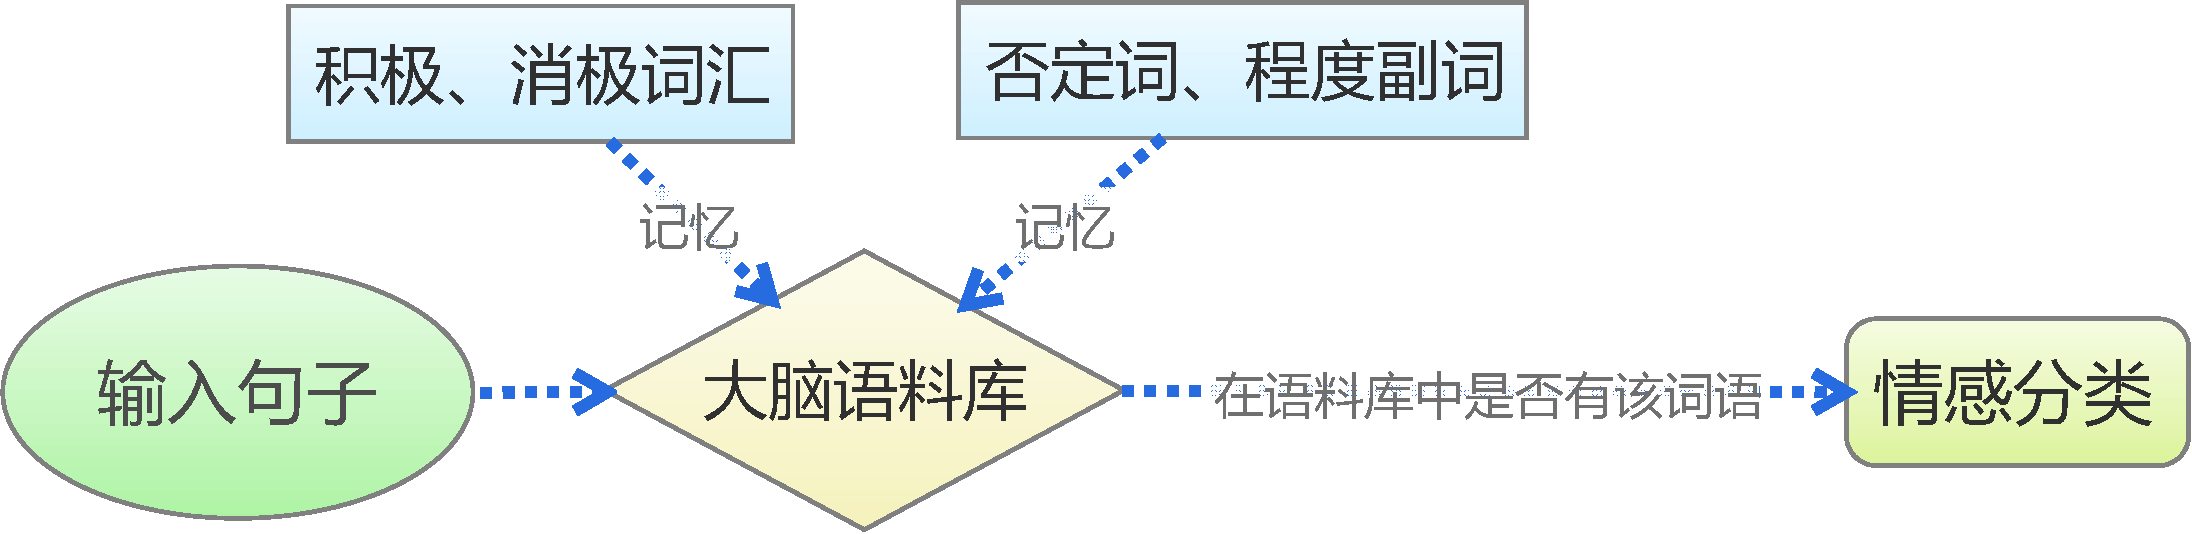 积极、消极词汇
否定词、程度副词
记忆
记忆
输入句子
大脑语料库
在语料库中是否有该词语
情感分类